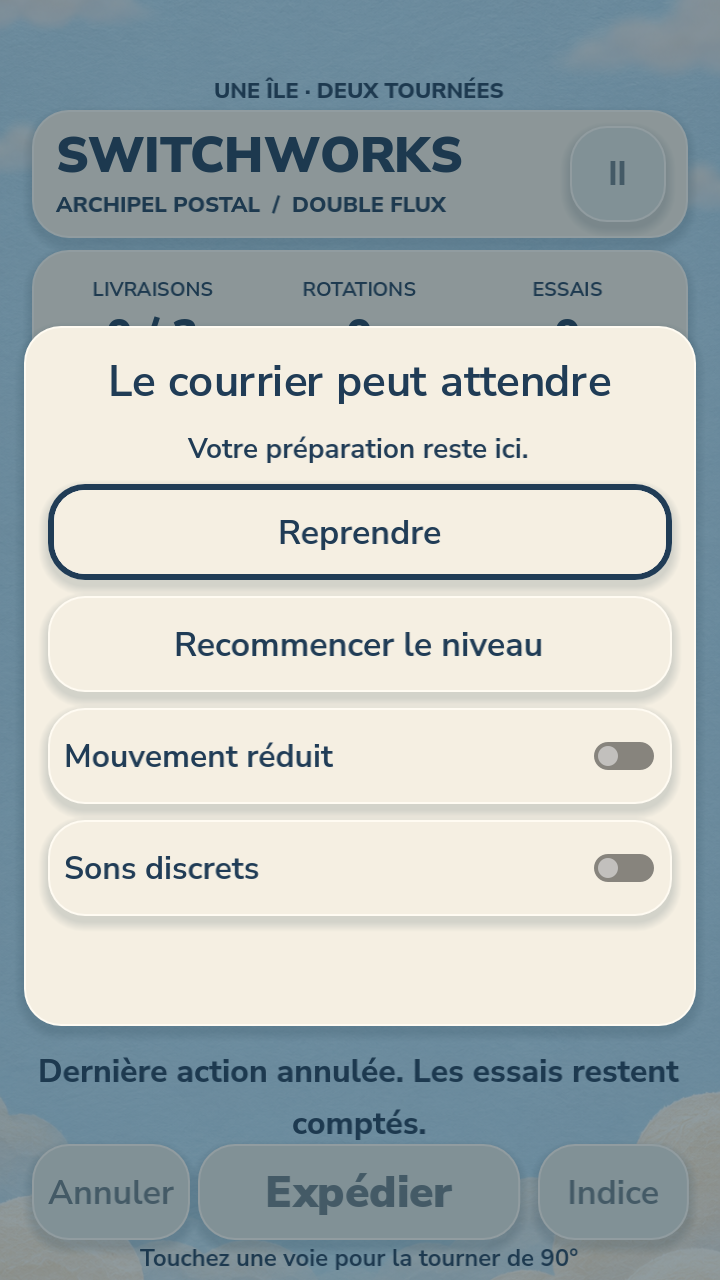 UNE ÎLE · DEUX TOURNÉES
SWITCHWORKS
ARCHIPEL POSTAL / DOUBLE FLUX
LIVRAISONS ROTATIONS ESSAIS
Le courrier peut attendre
Votre préparation reste ici.
Reprendre
Recommencer le niveau
Mouvement réduit
Sons discrets
Dernière action annulée. Les essais restent
comptés.
Annuler Expédier Indice
Touchez une voie pour la tourner de 90°